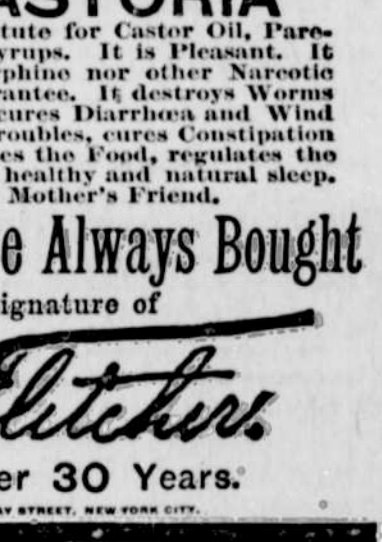 ASTORIA
tute for Castor Oil, Pare-
yrups. It is Pleasant. It
phine nor other Narcotic
antee. It destroys Worms
cures Diarrhœa and Wind
roubles, cures Constipation
es the Food, regulates the
healthy and natural sleep.
Mother's Friend.
e Always Bought
ignature of
Fletcher.
er 30 Years.
AY STREET, NEW YORK CITY.